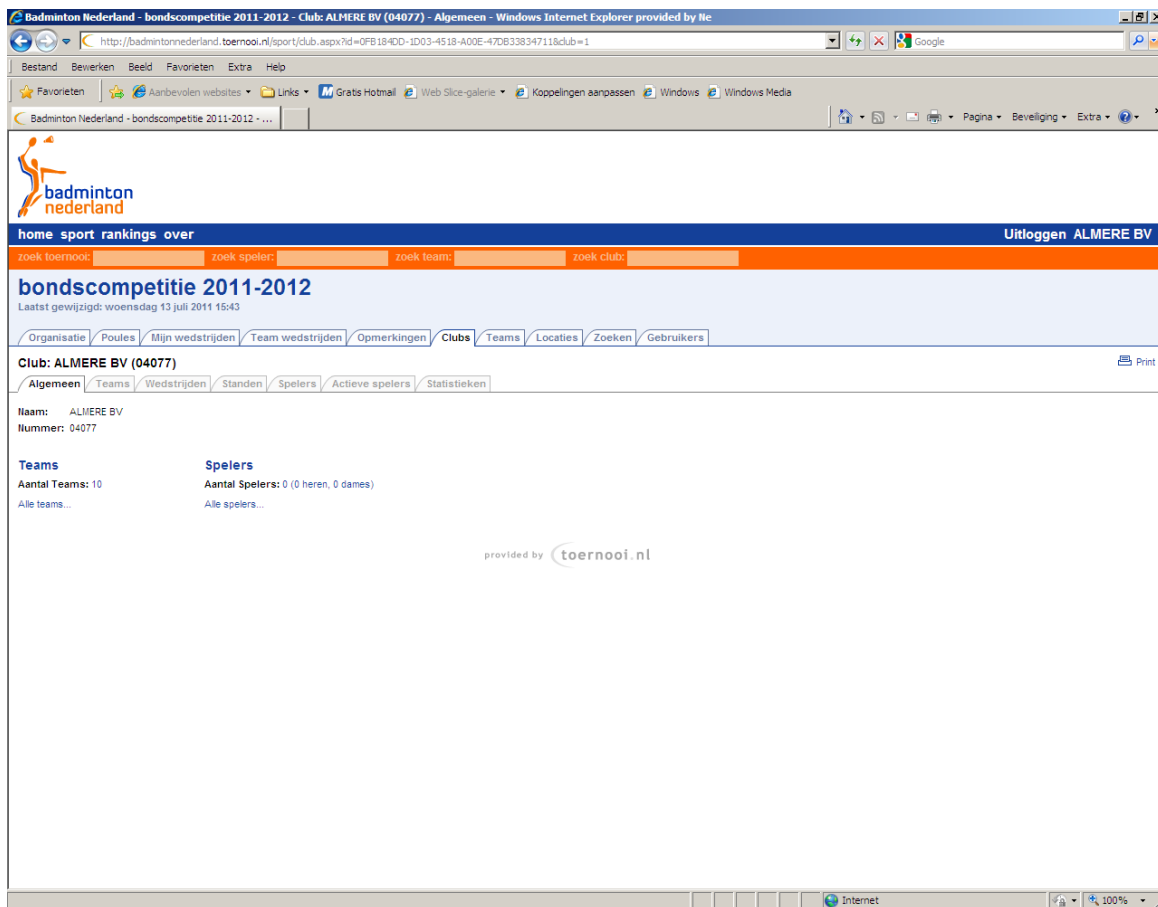 Badminton Nederland - bondscompetitie 2011-2012 - Club: ALMERE BV (04077) - Algemeen - Windows Internet Explorer provided by Ne
http://badmintonnederland.toernooi.nl/sport/club.aspx?id=0FB184DD-1D03-4518-A00E-47DB33834711&club=1
Google
Bestand Bewerken Beeld Favorieten Extra Help
Favorieten Aanbevolen websites Links Gratis Hotmail Web Slice-galerie Koppelingen aanpassen Windows Windows Media
Badminton Nederland - bondscompetitie 2011-2012 - ... Pagina Beveiliging Extra
badminton
nederland
home sport rankings over Uitloggen ALMERE BV
zoek toernooi: zoek speler: zoek team: zoek club:
bondscompetitie 2011-2012
Laatst gewijzigd: woensdag 13 juli 2011 15:43
Organisatie Poules Mijn wedstrijden Team wedstrijden Opmerkingen Clubs Teams Locaties Zoeken Gebruikers
Club: ALMERE BV (04077) Print
Algemeen Teams Wedstrijden Standen Spelers Actieve spelers Statistieken
Naam: ALMERE BV
Nummer: 04077
Teams Spelers
Aantal Teams: 10 Aantal Spelers: 0 (0 heren, 0 dames)
Alle teams... Alle spelers...
provided by toernooi.nl
Internet 100%